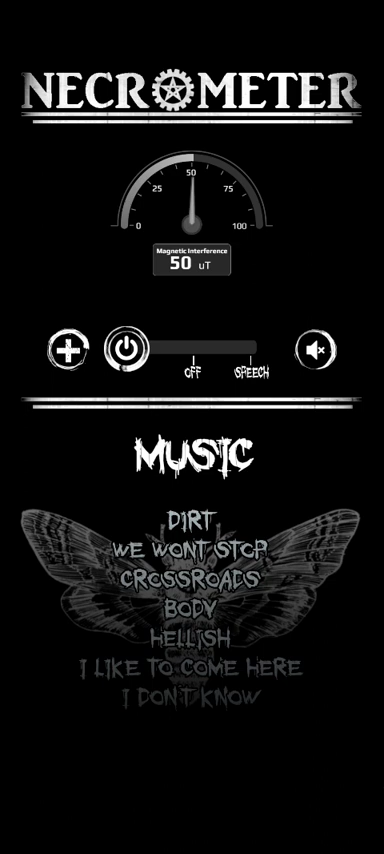 NECROMETER
50
25 75
0 100
Magnetic Interference
50 uT
OFF SPEECH
MUSIC
DIRT
WE WONT STOP
CROSSROADS
BODY
HELLISH
I LIKE TO COME HERE
I DON'T KNOW